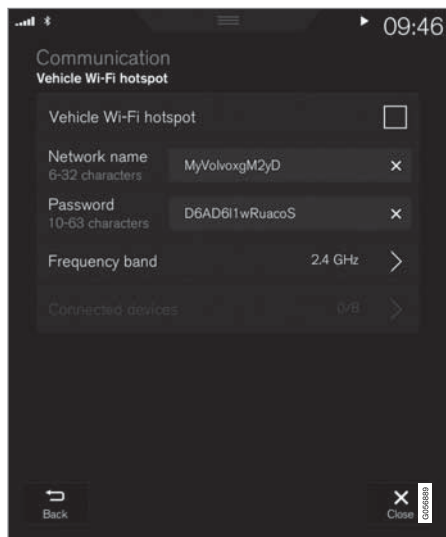 09:46
Communication
Vehicle Wi-Fi hotspot
Vehicle Wi-Fi hotspot
Network name
6-32 characters
MyVolvoxgM2yD
Password
10-63 characters
D6AD6I1wRuacoS
Frequency band
2.4 GHz
Connected devices
0/8
Back
Close
G056889